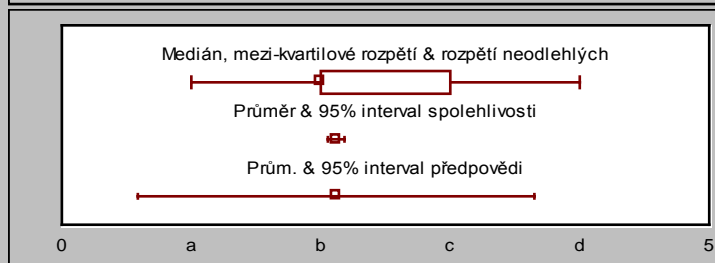 Medián, mezi-kvartilové rozpětí & rozpětí neodlehlých
Průměr & 95% interval spolehlivosti
Prům. & 95% interval předpovědi
0 a b c d 5